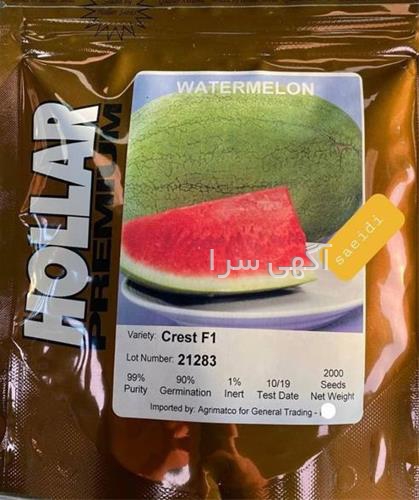 HOLLAR
PREMIUM
WATERMELON
آگهی سرا
saeidi
Variety: Crest F1
Lot Number: 21283
99% 90% 1% 10/19 2000
Purity Germination Inert Test Date Seeds
Net Weight
Imported by: Agrimatco for General Trading -